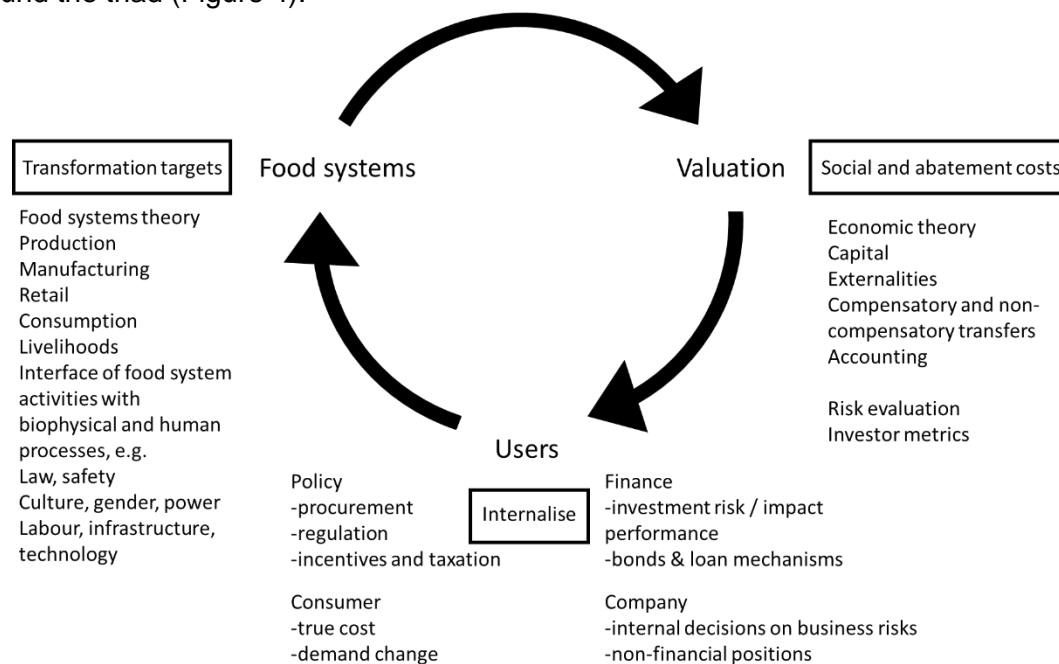 und the triad (Figure 4).
Transformation targets
Food systems
Valuation
Social and abatement costs
Food systems theory
Production
Manufacturing
Retail
Consumption
Livelihoods
Interface of food system
activities with
biophysical and human
processes, e.g.
Law, safety
Culture, gender, power
Labour, infrastructure,
technology
Economic theory
Capital
Externalities
Compensatory and non-
compensatory transfers
Accounting
Risk evaluation
Investor metrics
Users
Internalise
Policy
-procurement
-regulation
-incentives and taxation
Finance
-investment risk / impact
performance
-bonds & loan mechanisms
Consumer
-true cost
-demand change
Company
-internal decisions on business risks
-non-financial positions